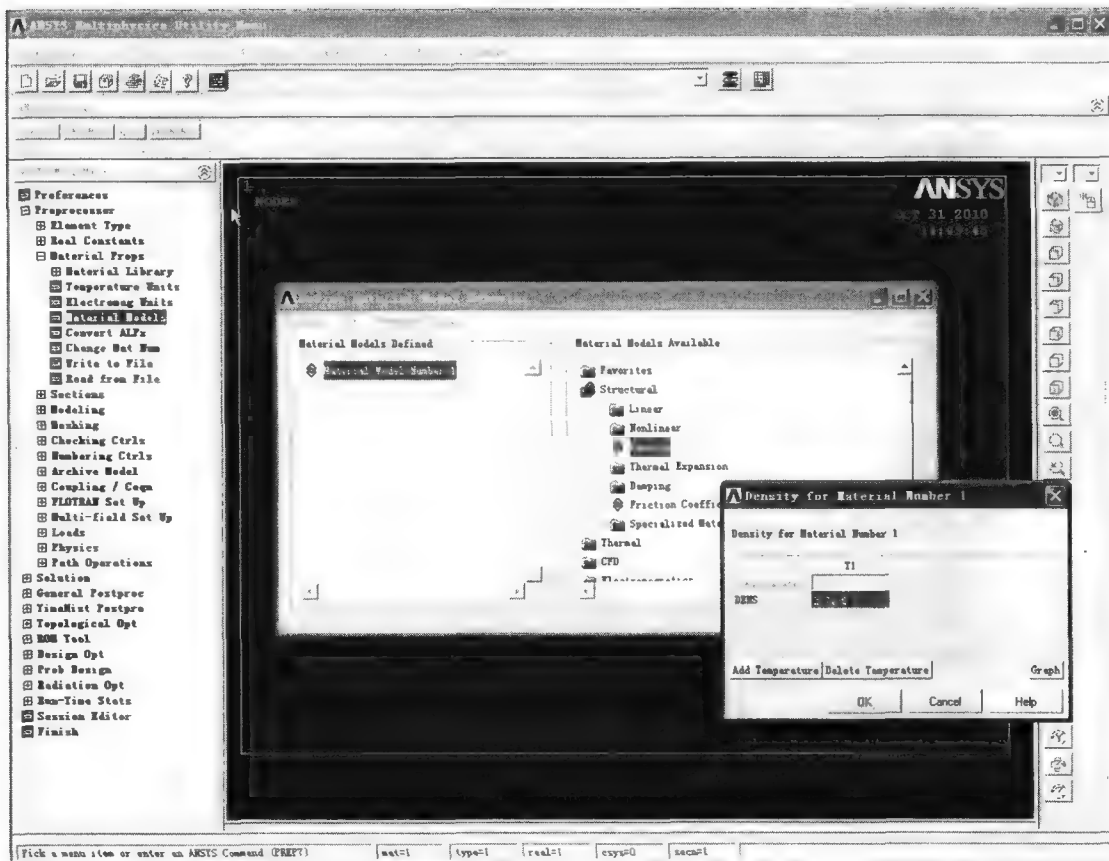 ANSYS Multiphysics Utility Menu
Preferences
Preprocessor
Element Type
Real Constants
Material Props
Material Library
Temperature Units
Electromag Units
Material Models
Convert ALPx
Change Mat Num
Write to File
Read from File
Sections
Modeling
Meshing
Checking Ctrls
Numbering Ctrls
Archive Model
Coupling / Ceqn
FLOTRAN Set Up
Multi-field Set Up
Loads
Physics
Path Operations
Solution
General Postproc
TimeHist Postpro
Topological Opt
ROM Tool
Design Opt
Prob Design
Radiation Opt
Run-Time Stats
Session Editor
Finish
1
NODES
ANSYS
OCT 31 2010
Material Models Defined
Material Model Number 1
Material Models Available
Favorites
Structural
Linear
Nonlinear
Thermal Expansion
Damping
Friction Coeffic
Specialized Mate
Thermal
CFD
Electromagnetics
Density for Material Number 1
Density for Material Number 1
T1
DENS
Add Temperature
Delete Temperature
Graph
OK
Cancel
Help
Pick a menu item or enter an ANSYS Command (PREP7)
mat=1
type=1
real=1
csys=0
secn=1